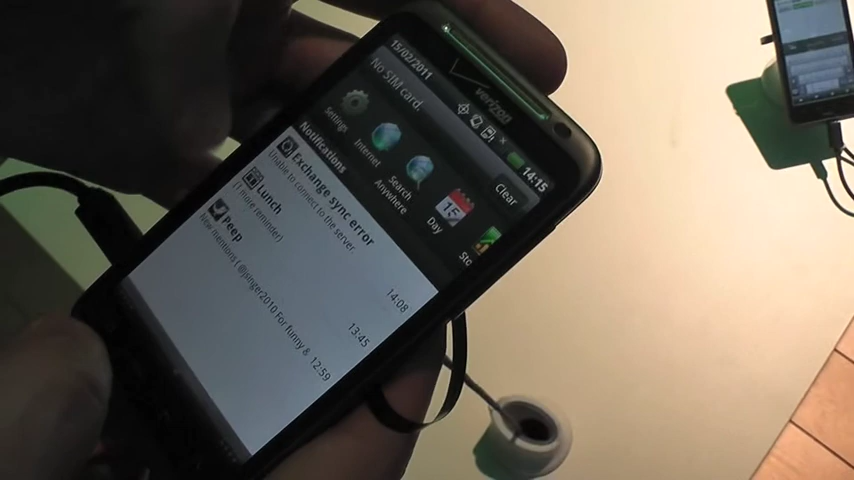 15/02/2011
verizon
14:15
No SIM card.
Clear
Settings
Internet
Search
Anywhere
15
Day
Sto
Notifications
Exchange sync error
Unable to connect to the server.
14:08
Lunch
(1 more reminder)
13:45
Peep
New mentions (@singer2010 For funny &
12:59